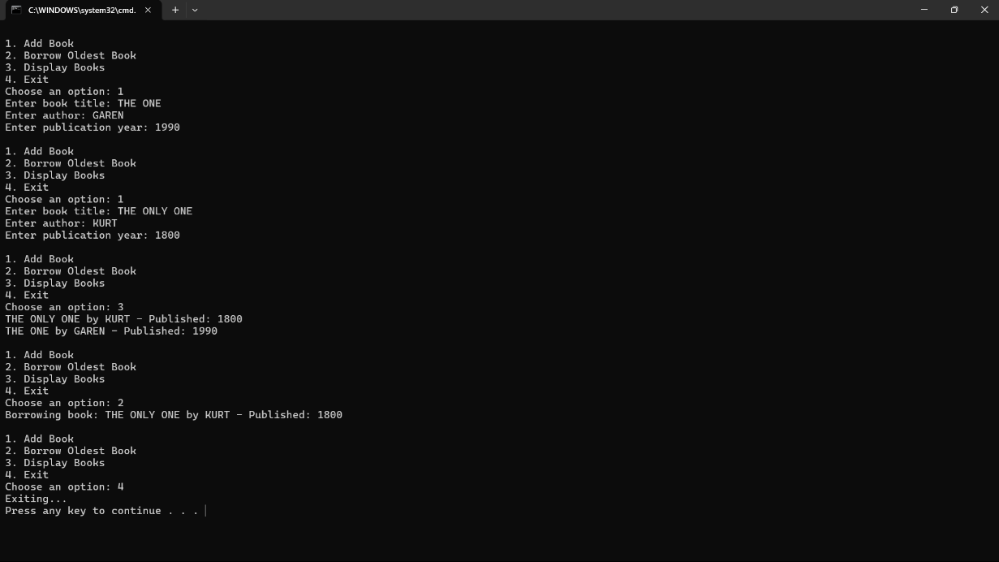 C:\WINDOWS\system32\cmd.
1. Add Book
2. Borrow Oldest Book
3. Display Books
4. Exit
Choose an option: 1
Enter book title: THE ONE
Enter author: GAREN
Enter publication year: 1990
1. Add Book
2. Borrow Oldest Book
3. Display Books
4. Exit
Choose an option: 1
Enter book title: THE ONLY ONE
Enter author: KURT
Enter publication year: 1800
1. Add Book
2. Borrow Oldest Book
3. Display Books
4. Exit
Choose an option: 3
THE ONLY ONE by KURT - Published: 1800
THE ONE by GAREN - Published: 1990
1. Add Book
2. Borrow Oldest Book
3. Display Books
4. Exit
Choose an option: 2
Borrowing book: THE ONLY ONE by KURT - Published: 1800
1. Add Book
2. Borrow Oldest Book
3. Display Books
4. Exit
Choose an option: 4
Exiting...
Press any key to continue . . .